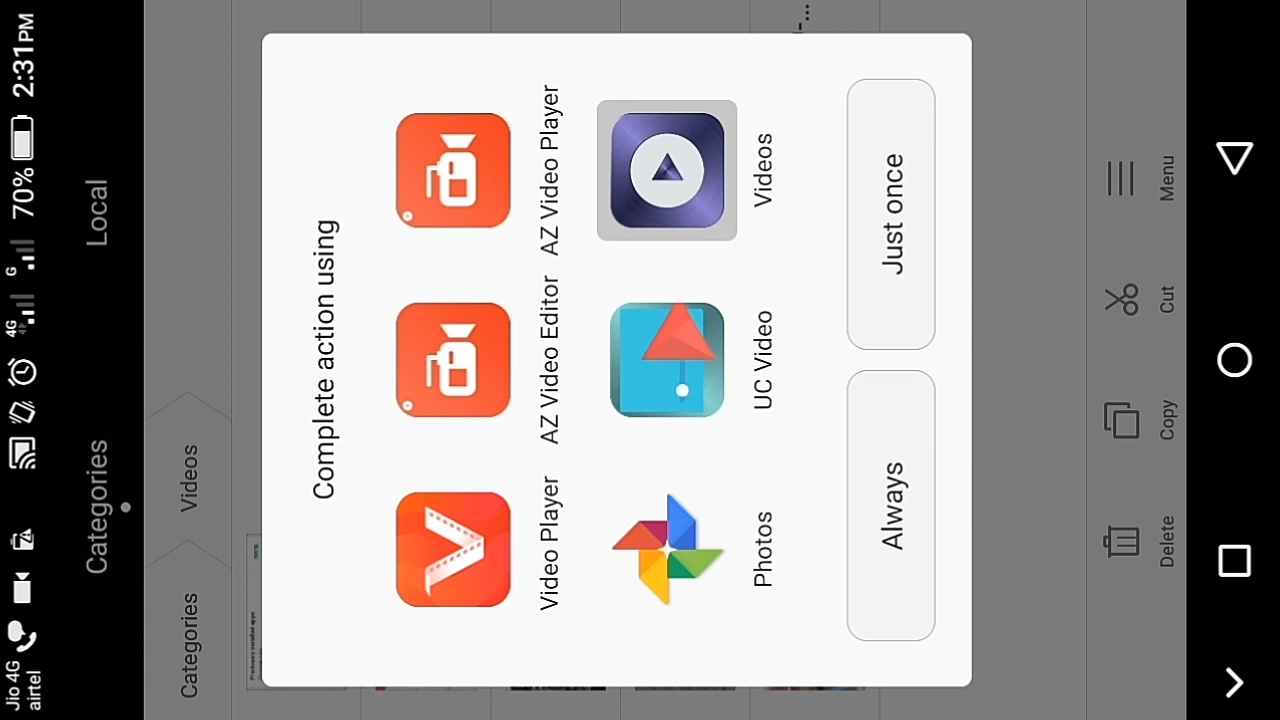 Jio 4G
airtel
4G
G
70%
2:31PM
Categories
Local
Categories
Videos
Complete action using
Video Player
AZ Video Editor
AZ Video Player
Photos
UC Video
Videos
Always
Just once
Delete
Copy
Cut
Menu